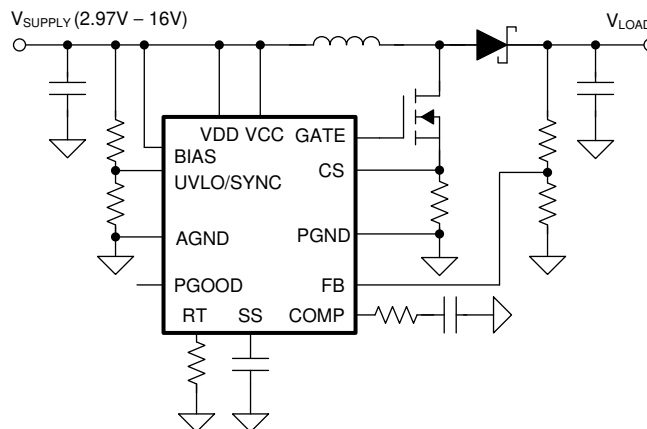 VSUPPLY (2.97V – 16V)
VLOAD
VDD VCC GATE
BIAS
UVLO/SYNC
CS
AGND
PGND
PGOOD
FB
RT SS COMP